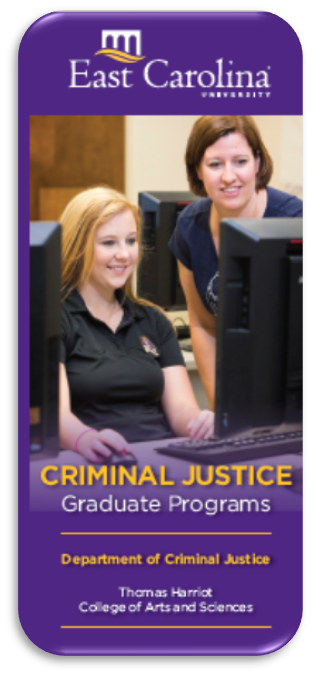 East Carolina
UNIVERSITY
CRIMINAL JUSTICE
Graduate Programs
Department of Criminal Justice
Thomas Harriot
College of Arts and Sciences